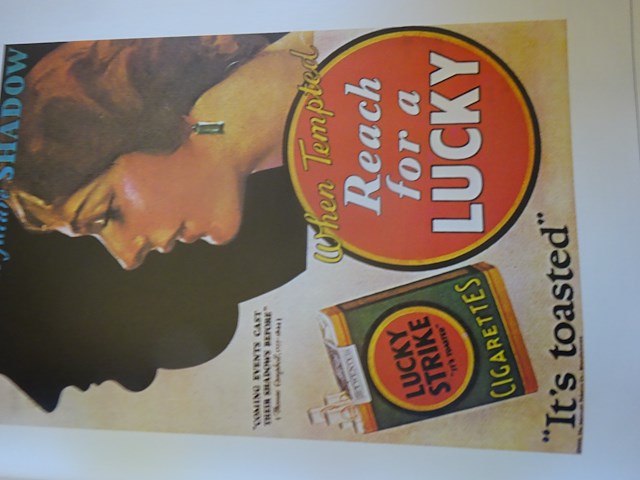 SHADOW
When Tempted
Reach
for a
LUCKY
"COMING EVENTS CAST
THEIR SHADOWS BEFORE"
LUCKY
STRIKE
"IT'S TOASTED"
CIGARETTES
"It's toasted"